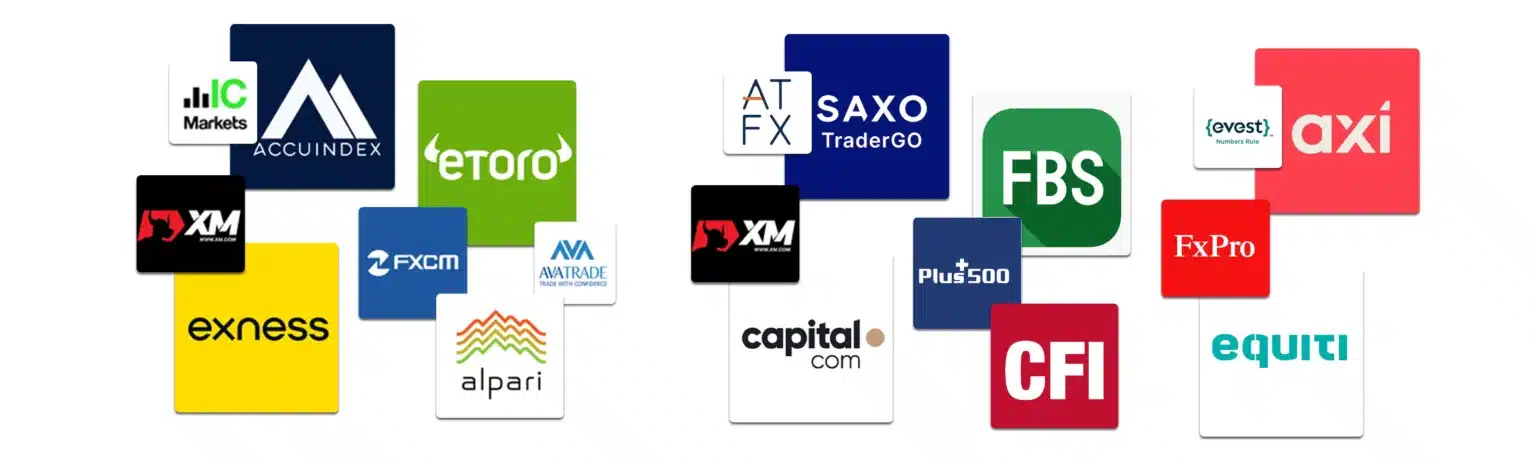 IC
Markets
ACCUINDEX
eTORO
XM
WWW.XM.COM
FXCM
AVA
AVATRADE
TRADE WITH CONFIDENCE
exness
alpari
AT
FX
SAXO
TraderGO
FBS
XM
WWW.XM.COM
Plus500
capital
com
CFI
{evest}
Numbers Rule
axi
FxPro
equiti